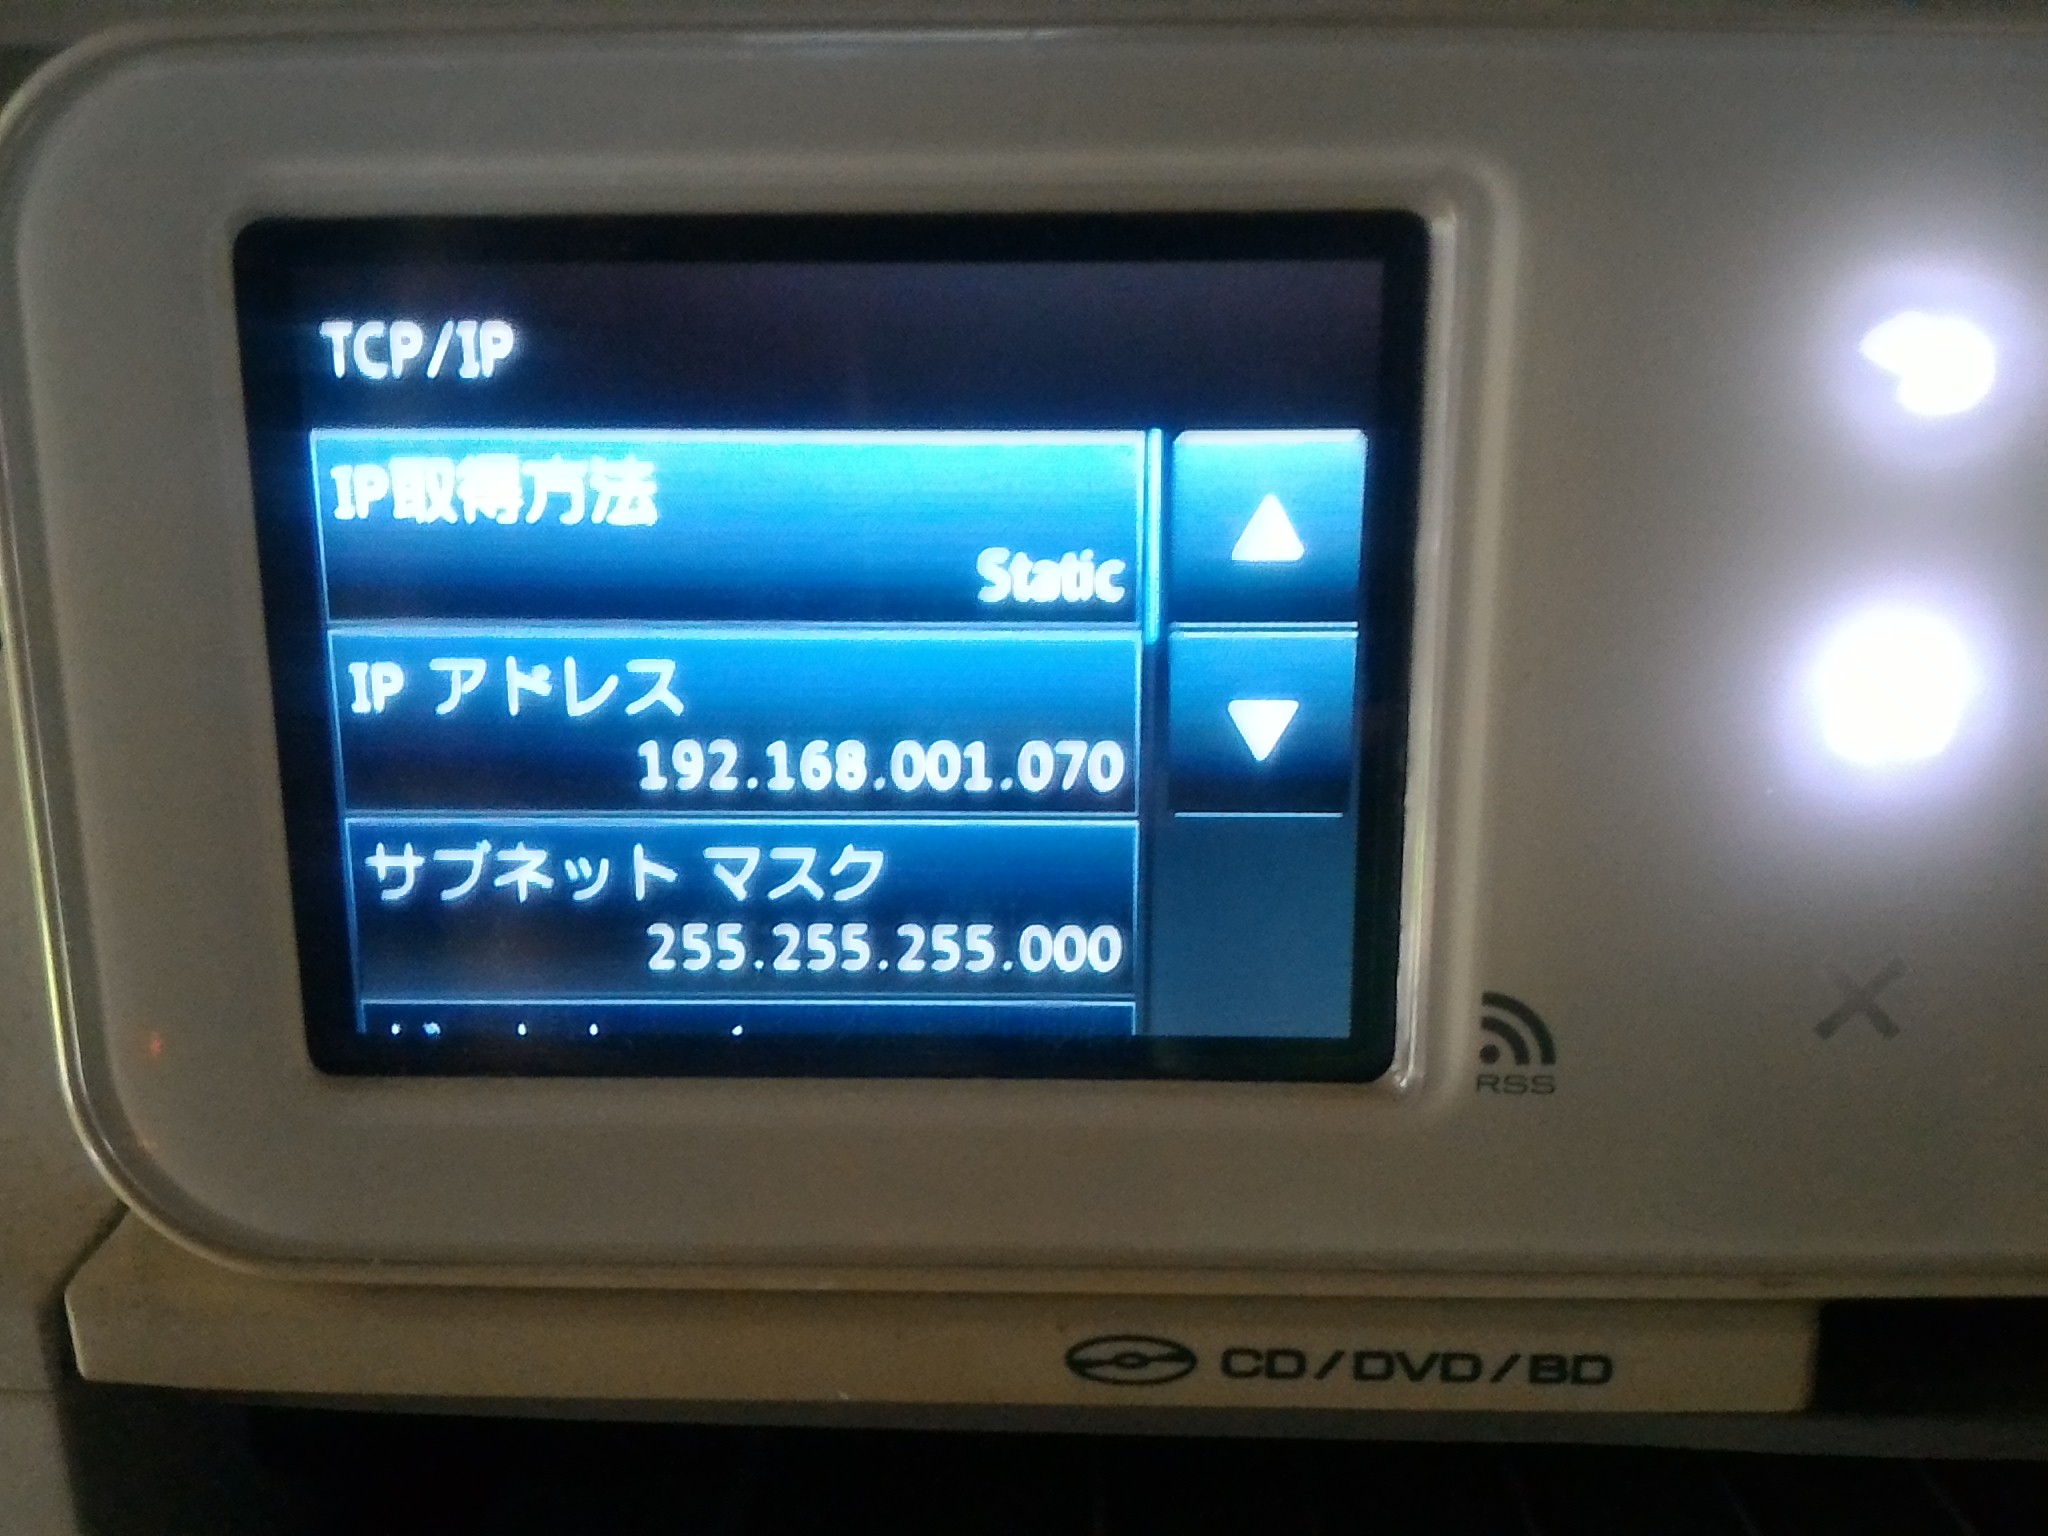 TCP/IP
IP取得方法
Static
IP アドレス
192.168.001.070
サブネット マスク
255.255.255.000
RSS
CD/DVD/BD